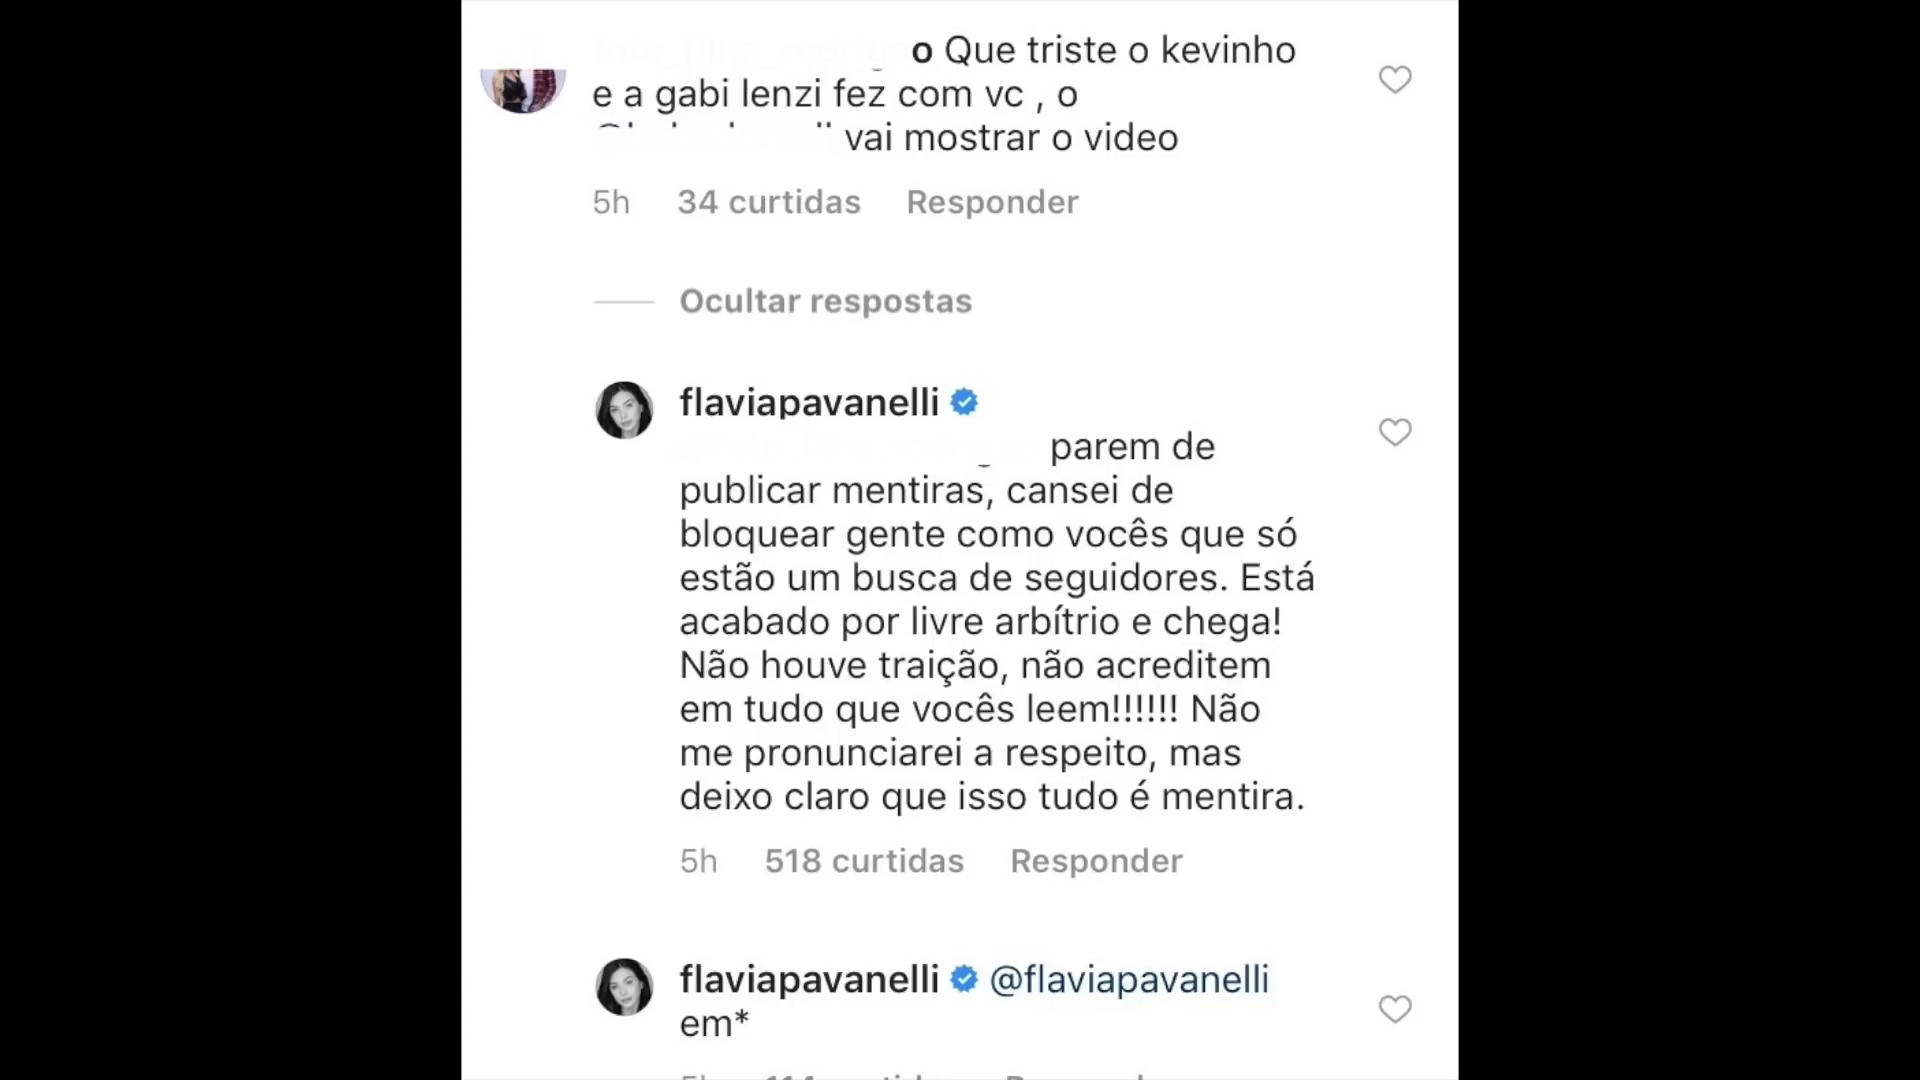 o Que triste o kevinho
e a gabi lenzi fez com vc , o
vai mostrar o video
5h 34 curtidas Responder
Ocultar respostas
flaviapavanelli
parem de
publicar mentiras, cansei de
bloquear gente como vocês que só
estão um busca de seguidores. Está
acabado por livre arbítrio e chega!
Não houve traição, não acreditem
em tudo que vocês leem!!!!!! Não
me pronunciarei a respeito, mas
deixo claro que isso tudo é mentira.
5h 518 curtidas Responder
flaviapavanelli @flaviapavanelli
em*